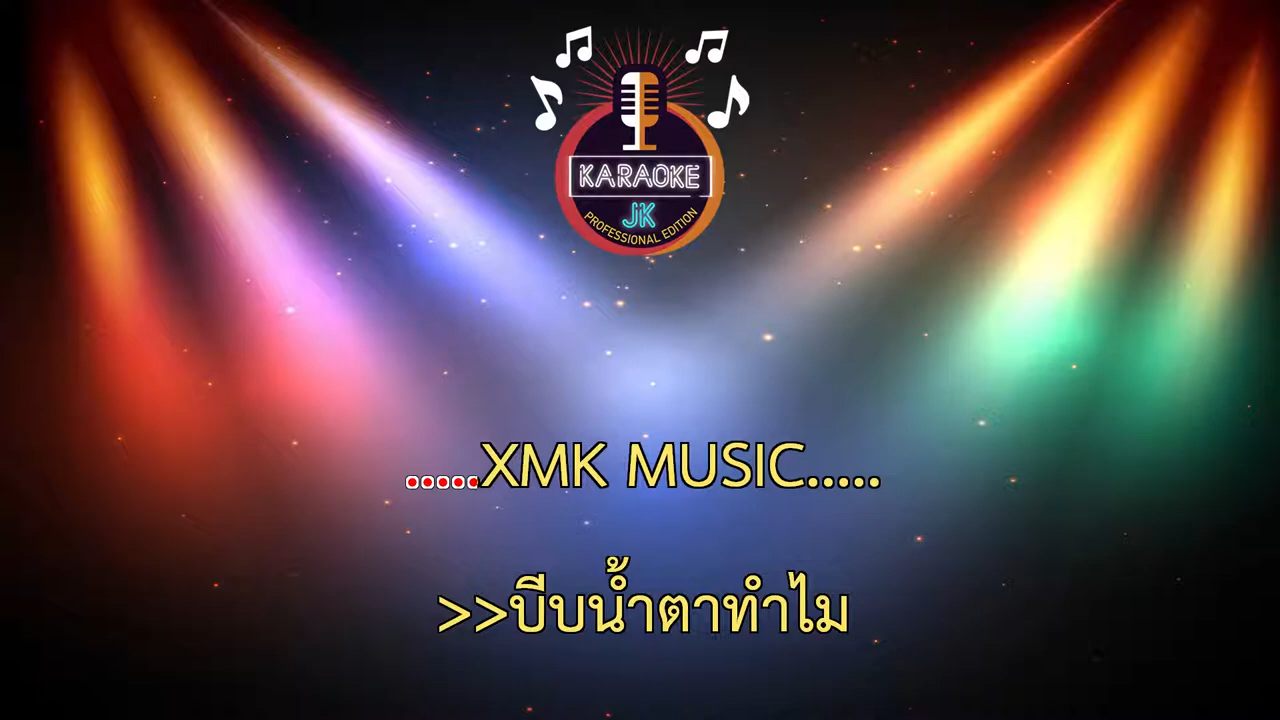 KARAOKE
JK
PROFESSIONAL EDITION
.....XMK MUSIC.....
>>บีบน้ำตาทำไม